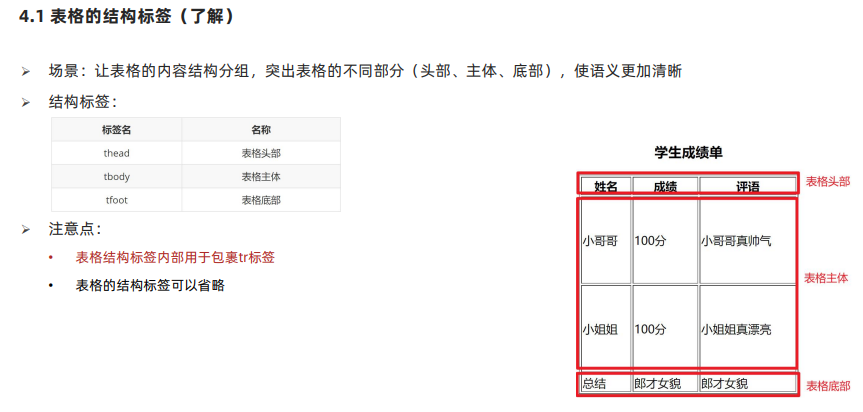 4.1 表格的结构标签（了解）
➢ 场景：让表格的内容结构分组，突出表格的不同部分（头部、主体、底部），使语义更加清晰
➢ 结构标签：
标签名 名称
thead 表格头部
tbody 表格主体
tfoot 表格底部
➢ 注意点：
• 表格结构标签内部用于包裹tr标签
• 表格的结构标签可以省略
学生成绩单
姓名 成绩 评语
表格头部
小哥哥 100分 小哥哥真帅气
表格主体
小姐姐 100分 小姐姐真漂亮
总结 郎才女貌 郎才女貌
表格底部